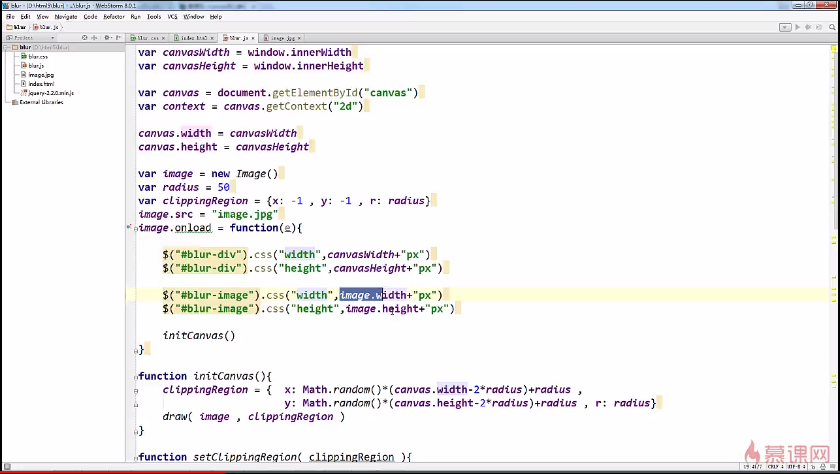 blur - [D:\html5\blur] - ...\blur.js - WebStorm 8.0.1
File Edit View Navigate Code Refactor Run Tools VCS Window Help
blur blur.js
blur.css index.html blur.js image.jpg
blur (D:\html5\blur)
blur.css
blur.js
image.jpg
index.html
jquery-2.2.0.min.js
External Libraries
var canvasWidth = window.innerWidth
var canvasHeight = window.innerHeight
var canvas = document.getElementById("canvas")
var context = canvas.getContext("2d")
canvas.width = canvasWidth
canvas.height = canvasHeight
var image = new Image()
var radius = 50
var clippingRegion = {x: -1 , y: -1 , r: radius}
image.src = "image.jpg"
image.onload = function(e){
$("#blur-div").css("width",canvasWidth+"px")
$("#blur-div").css("height",canvasHeight+"px")
$("#blur-image").css("width",image.width+"px")
$("#blur-image").css("height",image.height+"px")
initCanvas()
}
function initCanvas(){
clippingRegion = { x: Math.random()*(canvas.width-2*radius)+radius ,
y: Math.random()*(canvas.height-2*radius)+radius , r: radius}
draw( image , clippingRegion )
}
function setClippingRegion( clippingRegion ){
慕课网